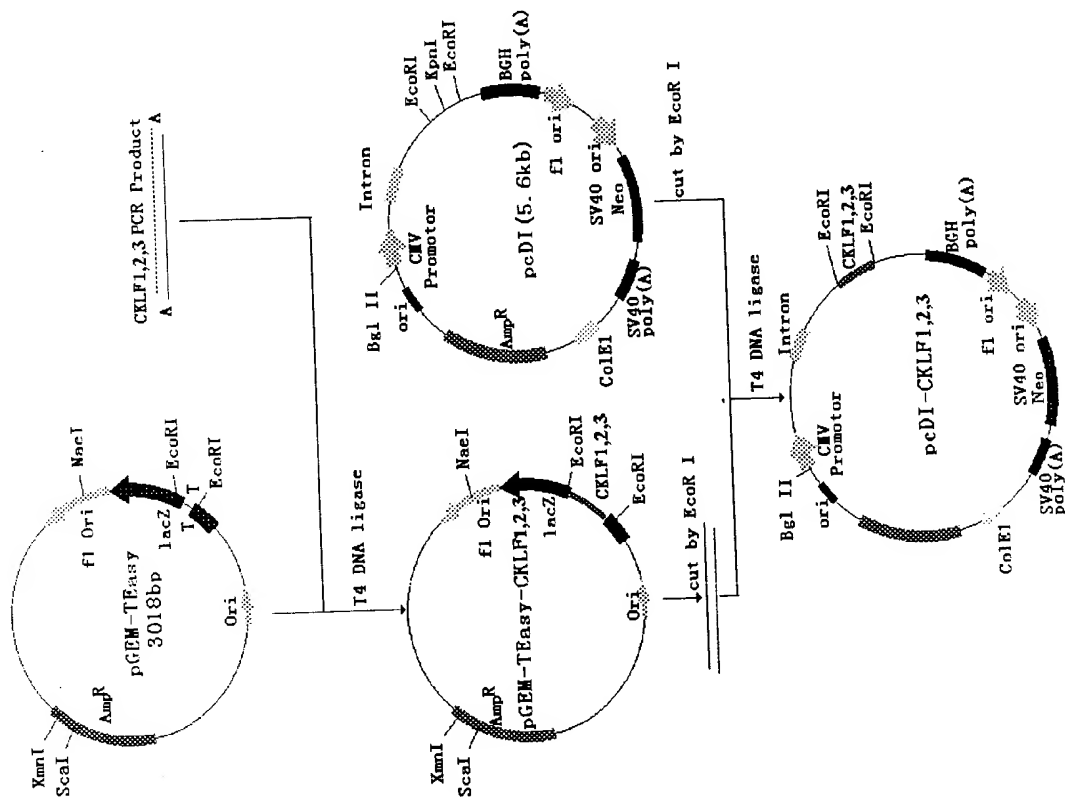 XmnI
ScaI
AmpR
pGEM-TEasy
3018bp
f1 Ori
NaeI
lacZ
EcoRI
T
T
EcoRI
Ori
CKLF1,2,3 PCR Product
A
A
T4 DNA ligase
XmnI
ScaI
AmpR
pGEM-TEasy-CKLF1,2,3
f1 Ori
NaeI
lacZ
EcoRI
CKLF1,2,3
EcoRI
Ori
cut by EcoR I
Bgl II
ori
CMV
Promotor
Intron
EcoRI
KpnI
EcoRI
BGH
poly(A)
f1 ori
SV40 ori
Neo
SV40
poly(A)
ColE1
AmpR
pcDI(5.6kb)
cut by EcoR I
T4 DNA ligase
Bgl II
ori
CMV
Promotor
Intron
EcoRI
CKLF1,2,3
EcoRI
BGH
poly(A)
f1 ori
SV40 ori
Neo
SV40
poly(A)
ColE1
pcDI-CKLF1,2,3